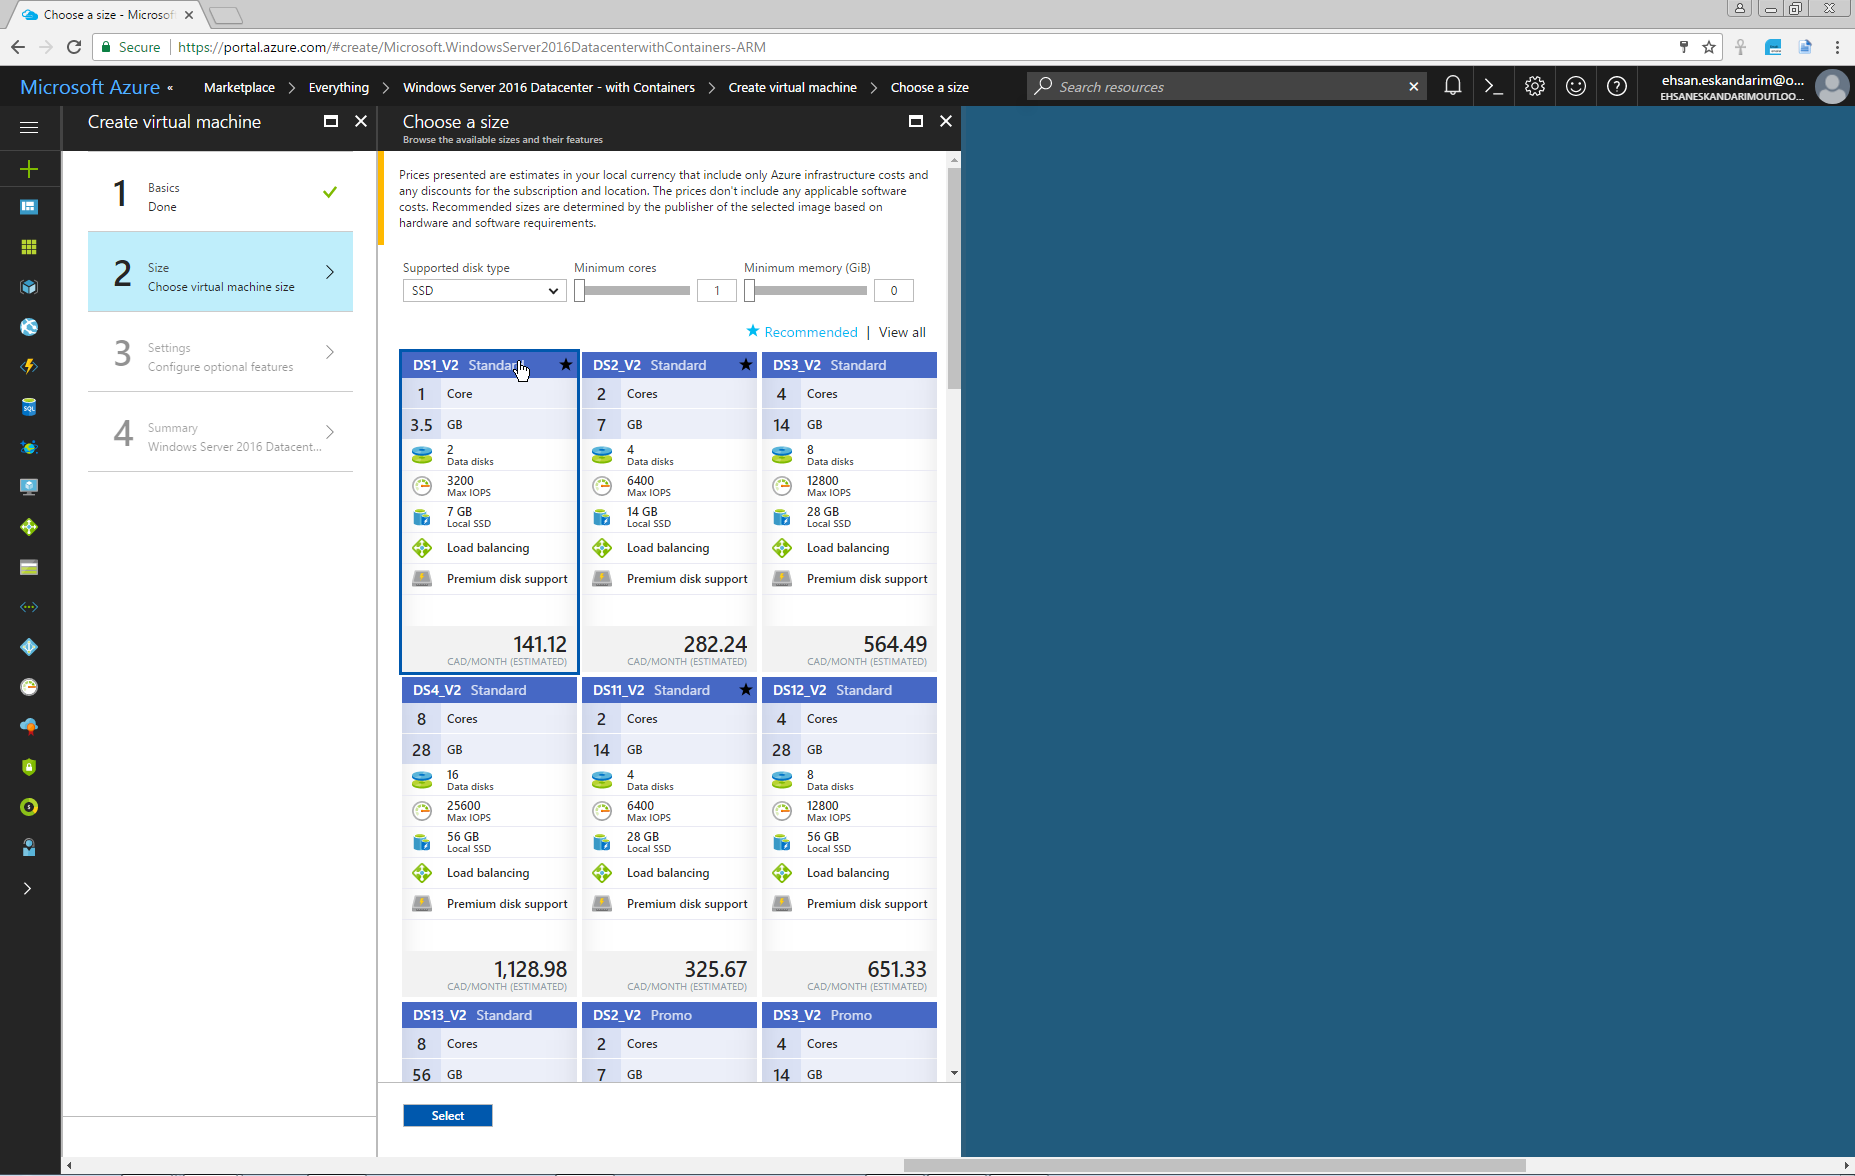 Choose a size - Microsof
Secure
https://portal.azure.com/#create/Microsoft.WindowsServer2016DatacenterwithContainers-ARM
Microsoft Azure «
Marketplace > Everything > Windows Server 2016 Datacenter - with Containers > Create virtual machine > Choose a size
Search resources
ehsan.eskandarim@o...
EHSANESKANDARIMOUTLOO...
Create virtual machine
1
Basics
Done
2
Size
Choose virtual machine size
3
Settings
Configure optional features
4
Summary
Windows Server 2016 Datacent...
Choose a size
Browse the available sizes and their features
Prices presented are estimates in your local currency that include only Azure infrastructure costs and
any discounts for the subscription and location. The prices don't include any applicable software
costs. Recommended sizes are determined by the publisher of the selected image based on
hardware and software requirements.
Supported disk type
SSD
Minimum cores
1
Minimum memory (GiB)
0
★ Recommended | View all
DS1_V2 Standard ★
1 Core
3.5 GB
2
Data disks
3200
Max IOPS
7 GB
Local SSD
Load balancing
Premium disk support
141.12
CAD/MONTH (ESTIMATED)
DS2_V2 Standard ★
2 Cores
7 GB
4
Data disks
6400
Max IOPS
14 GB
Local SSD
Load balancing
Premium disk support
282.24
CAD/MONTH (ESTIMATED)
DS3_V2 Standard
4 Cores
14 GB
8
Data disks
12800
Max IOPS
28 GB
Local SSD
Load balancing
Premium disk support
564.49
CAD/MONTH (ESTIMATED)
DS4_V2 Standard
8 Cores
28 GB
16
Data disks
25600
Max IOPS
56 GB
Local SSD
Load balancing
Premium disk support
1,128.98
CAD/MONTH (ESTIMATED)
DS11_V2 Standard ★
2 Cores
14 GB
4
Data disks
6400
Max IOPS
28 GB
Local SSD
Load balancing
Premium disk support
325.67
CAD/MONTH (ESTIMATED)
DS12_V2 Standard
4 Cores
28 GB
8
Data disks
12800
Max IOPS
56 GB
Local SSD
Load balancing
Premium disk support
651.33
CAD/MONTH (ESTIMATED)
DS13_V2 Standard
8 Cores
56 GB
DS2_V2 Promo
2 Cores
7 GB
DS3_V2 Promo
4 Cores
14 GB
Select